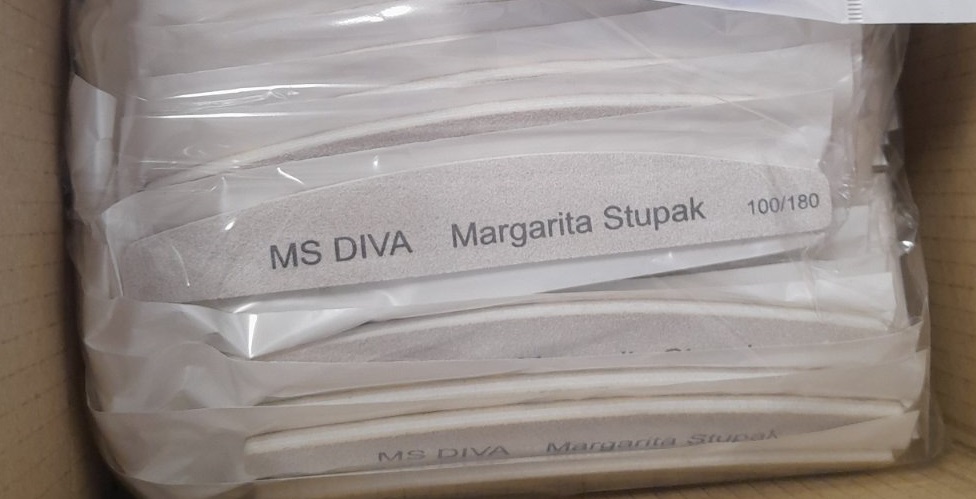 MS DIVA Margarita Stupak 100/180
MS DIVA Margarita Stupak